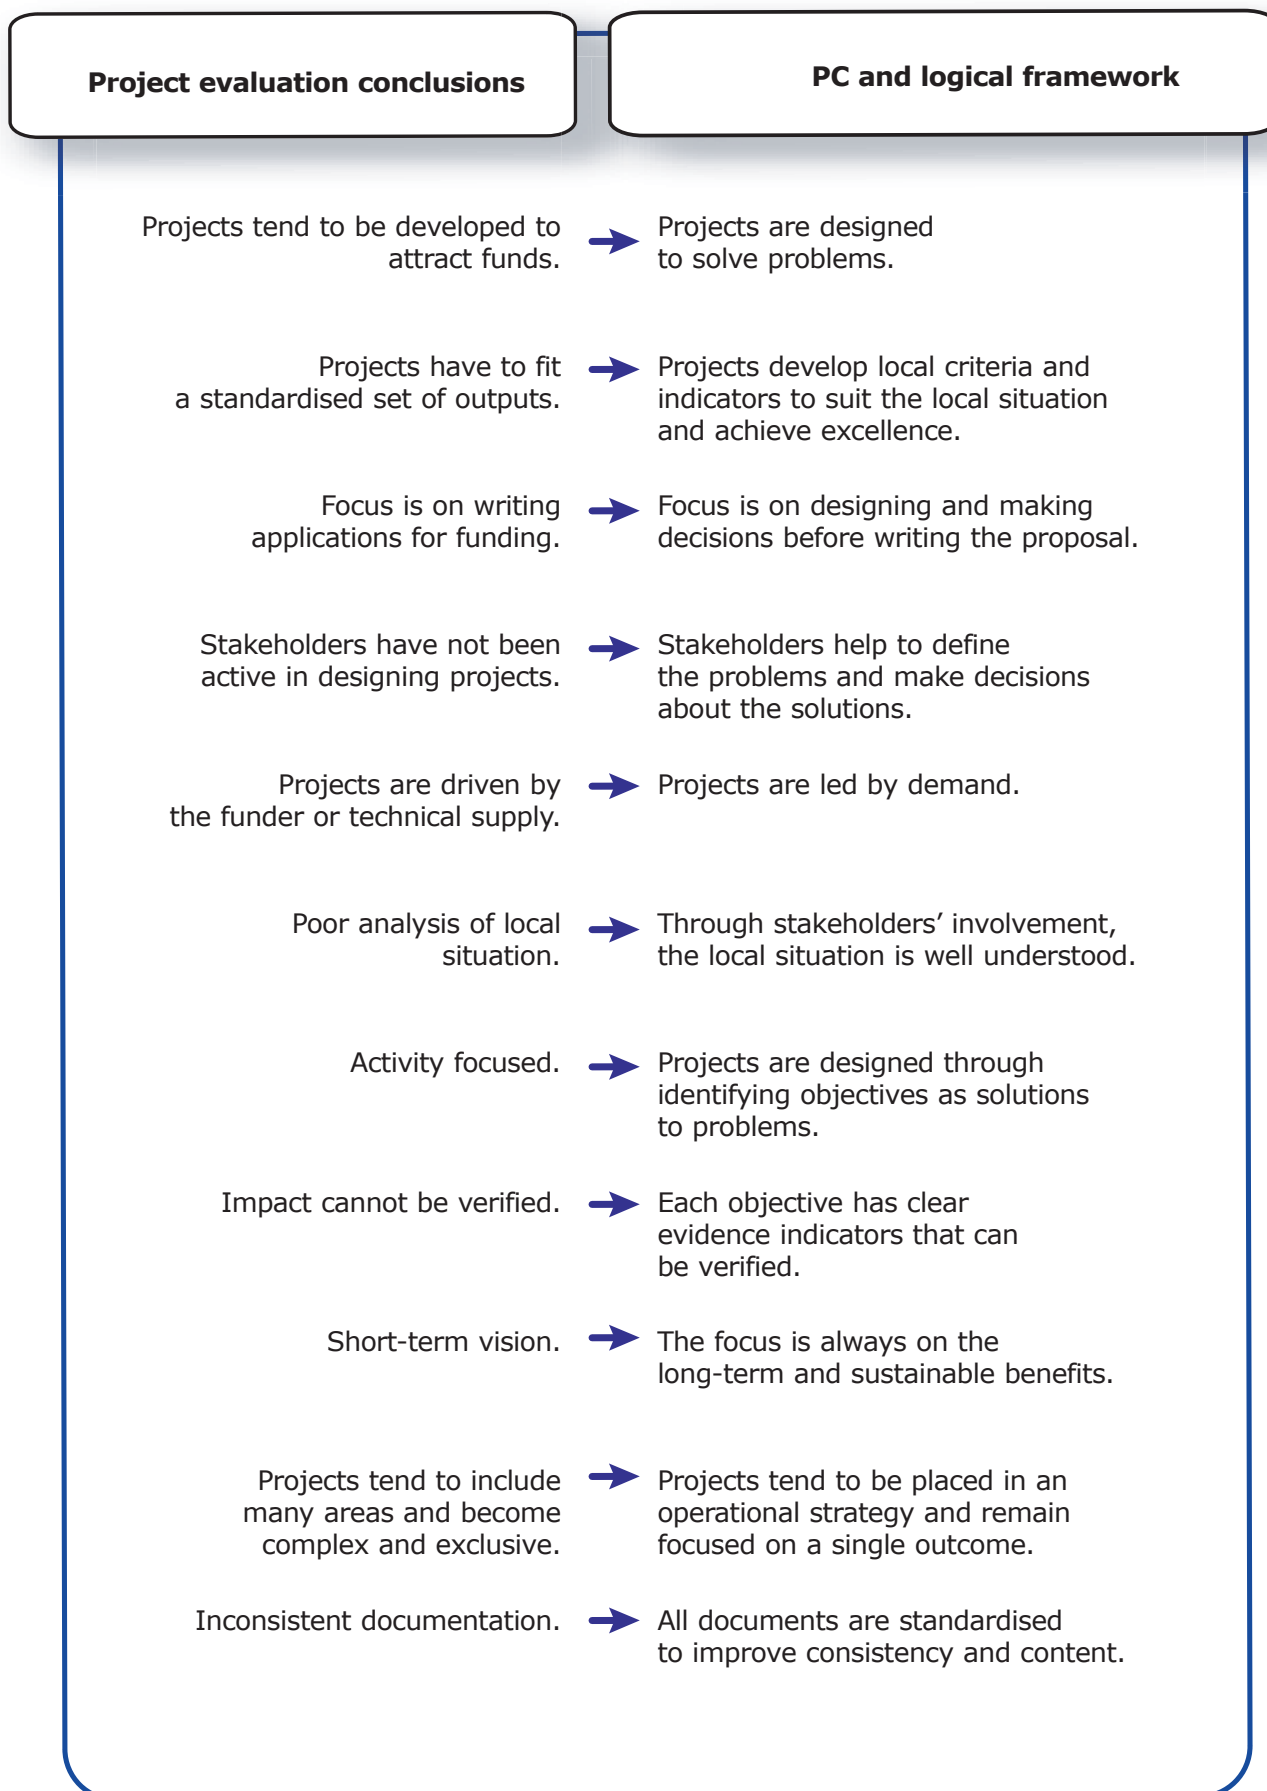 Project evaluation conclusions
PC and logical framework
Projects tend to be developed to
attract funds.
Projects are designed
to solve problems.
Projects have to fit
a standardised set of outputs.
Projects develop local criteria and
indicators to suit the local situation
and achieve excellence.
Focus is on writing
applications for funding.
Focus is on designing and making
decisions before writing the proposal.
Stakeholders have not been
active in designing projects.
Stakeholders help to define
the problems and make decisions
about the solutions.
Projects are driven by
the funder or technical supply.
Projects are led by demand.
Poor analysis of local
situation.
Through stakeholders’ involvement,
the local situation is well understood.
Activity focused.
Projects are designed through
identifying objectives as solutions
to problems.
Impact cannot be verified.
Each objective has clear
evidence indicators that can
be verified.
Short-term vision.
The focus is always on the
long-term and sustainable benefits.
Projects tend to include
many areas and become
complex and exclusive.
Projects tend to be placed in an
operational strategy and remain
focused on a single outcome.
Inconsistent documentation.
All documents are standardised
to improve consistency and content.